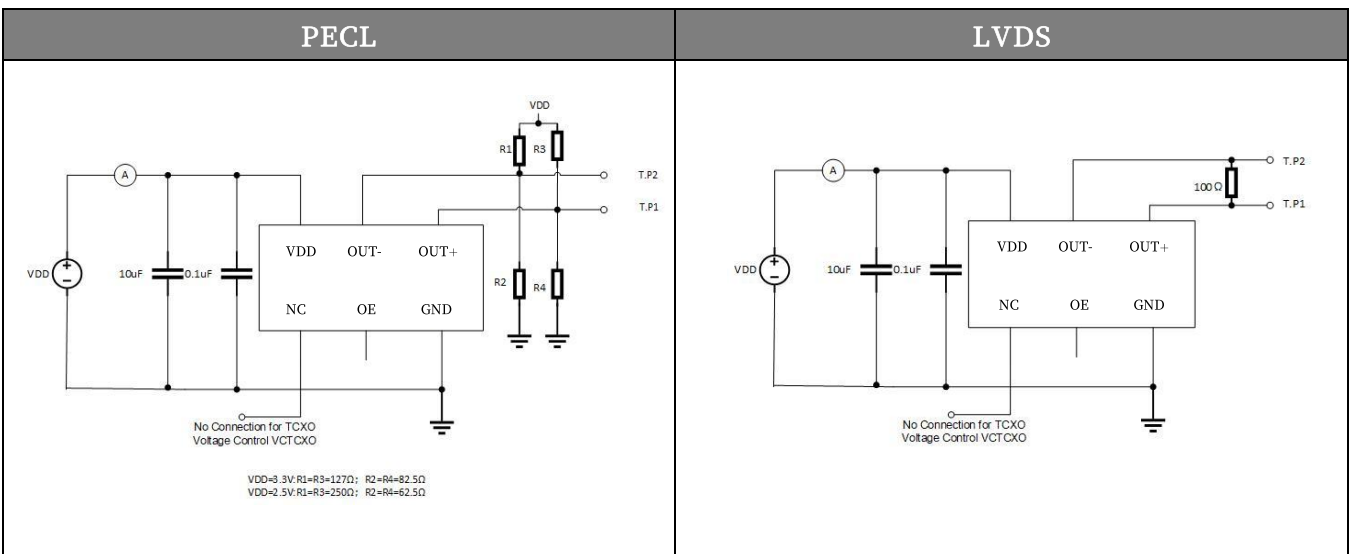 PECL
LVDS
VDD
R1
R3
A
T.P2
T.P1
VDD
10uF
0.1uF
VDD OUT- OUT+
NC OE GND
R2
R4
No Connection for TCXO
Voltage Control VCTCXO
VDD=3.3V:R1=R3=127Ω; R2=R4=82.5Ω
VDD=2.5V:R1=R3=250Ω; R2=R4=62.5Ω
A
100Ω
T.P2
T.P1
VDD
10uF
0.1uF
VDD OUT- OUT+
NC OE GND
No Connection for TCXO
Voltage Control VCTCXO